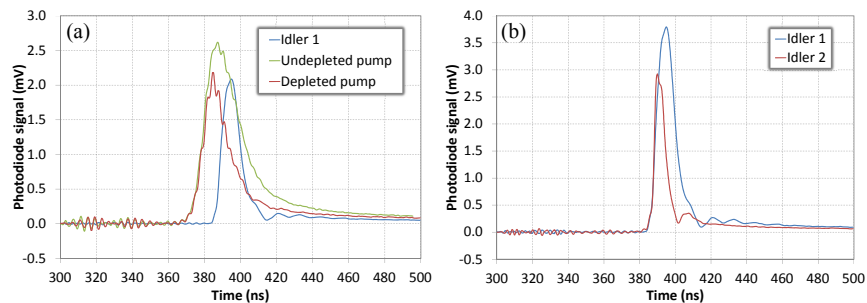 (a)
Idler 1
Undepleted pump
Depleted pump
Photodiode signal (mV)
3.0
2.5
2.0
1.5
1.0
0.5
0.0
-0.5
300 320 340 360 380 400 420 440 460 480 500
Time (ns)
(b)
Idler 1
Idler 2
Photodiode signal (mV)
4.0
3.5
3.0
2.5
2.0
1.5
1.0
0.5
0.0
-0.5
300 320 340 360 380 400 420 440 460 480 500
Time (ns)